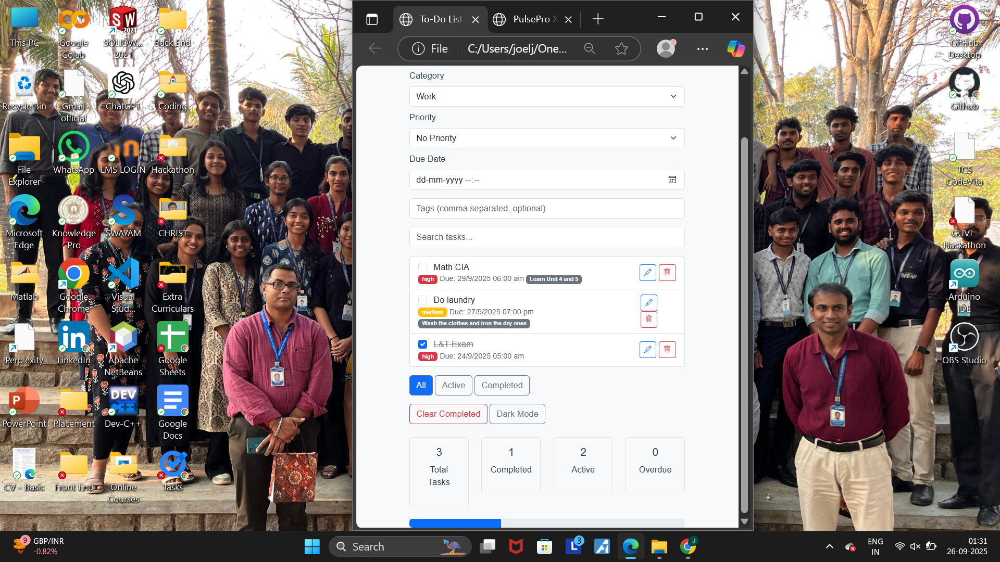 This PC
Google
Colab
SOLIDW...
2021
Back End
Recycle Bin
Gmail
official
ChatGPT
Coding
File
Explorer
WhatsApp
LMS LOGIN
Hackathon
Microsoft
Edge
Knowledge
Pro
SWAYAM
CHRIST
Matlab
Google
Chrome
Visual
Stud...
Extra
Curriculars
Perplexity
LinkedIn
Apache
NetBeans
Google
Sheets
PowerPoint
Placement
DEV
C++
Dev-C++
Google
Docs
CV - Basic
Front End
Online
Courses
Tasks
SW
2021
in
P
To-Do List
PulsePro X
File
C:/Users/joelj/One...
Category
Work
Priority
No Priority
Due Date
dd-mm-yyyy --:--
Tags (comma separated, optional)
Search tasks...
Math CIA
high Due: 29/9/2025 06:00 am Learn Unit 4 and 5
Do laundry
medium Due: 27/9/2025 07:00 pm
Wash the clothes and iron the dry ones
L&T Exam
high Due: 24/9/2025 05:00 am
All Active Completed
Clear Completed Dark Mode
3
Total
Tasks
1
Completed
2
Active
0
Overdue
GitHub
Desktop
Github
TCS
CodeVita
GUVI
Hackathon
URBAN
Arduino
IDE
OBS Studio
9
GBP/INR
-0.82%
Search
L
3
J
ENG
IN
01:31
26-09-2025